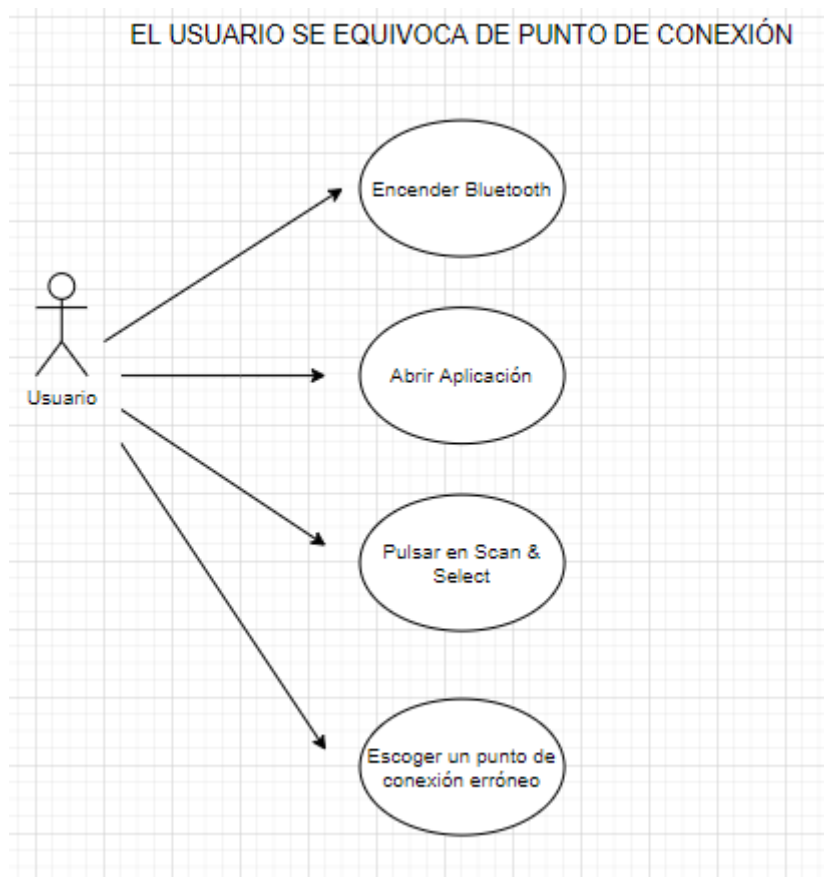 EL USUARIO SE EQUIVOCA DE PUNTO DE CONEXIÓN
Encender Bluetooth
Usuario
Abrir Aplicación
Pulsar en Scan &
Select
Escoger un punto de
conexión erróneo